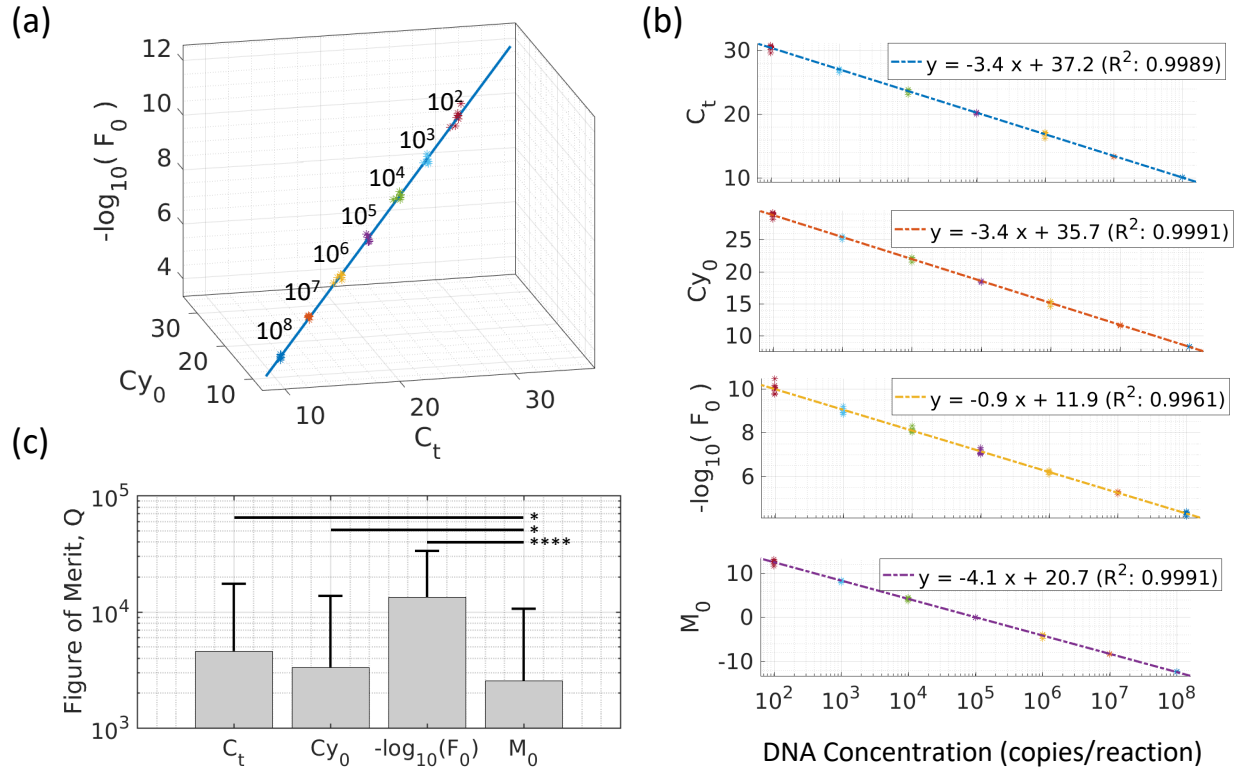 (a)
12
10
8
6
4
-log10( F0)
30
20
10
Cy0
10
20
30
Ct
10^2
10^3
10^4
10^5
10^6
10^7
10^8
(b)
30
20
10
Ct
y = -3.4 x + 37.2 (R^2: 0.9989)
25
20
15
10
Cy0
y = -3.4 x + 35.7 (R^2: 0.9991)
10
8
6
-log10( F0)
y = -0.9 x + 11.9 (R^2: 0.9961)
10
0
-10
M0
y = -4.1 x + 20.7 (R^2: 0.9991)
10^2 10^3 10^4 10^5 10^6 10^7 10^8
DNA Concentration (copies/reaction)
(c)
10^5
10^4
10^3
Figure of Merit, Q
*
*
****
Ct Cy0 -log10(F0) M0